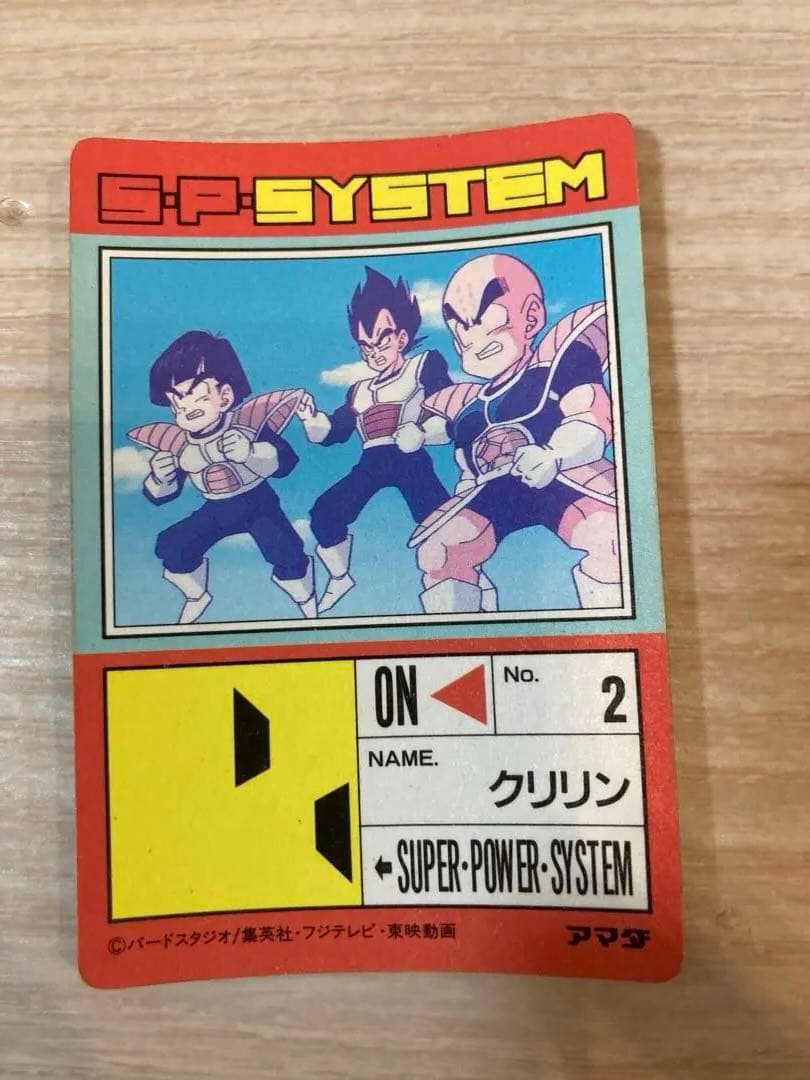 S·P·SYSTEM
ON
No. 2
NAME.
クリリン
←SUPER·POWER·SYSTEM
©バードスタジオ/集英社・フジテレビ・東映動画
アマダ